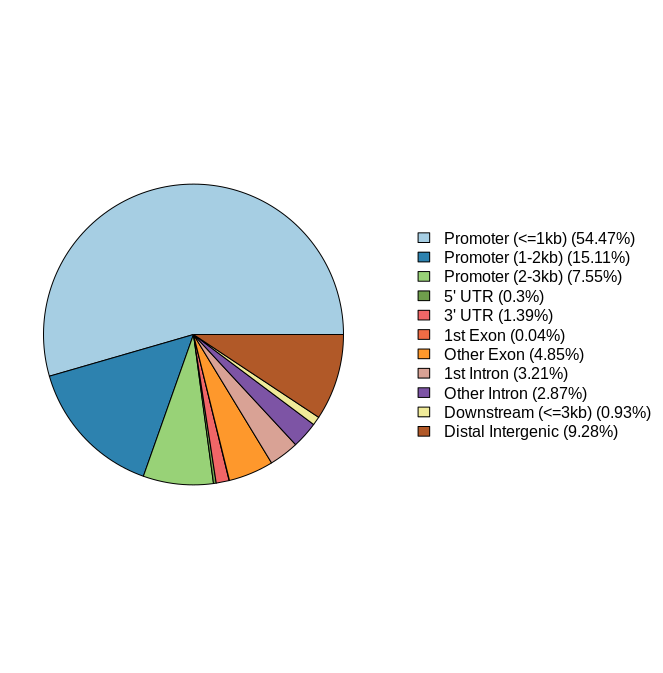 Promoter (<=1kb) (54.47%)
Promoter (1-2kb) (15.11%)
Promoter (2-3kb) (7.55%)
5' UTR (0.3%)
3' UTR (1.39%)
1st Exon (0.04%)
Other Exon (4.85%)
1st Intron (3.21%)
Other Intron (2.87%)
Downstream (<=3kb) (0.93%)
Distal Intergenic (9.28%)